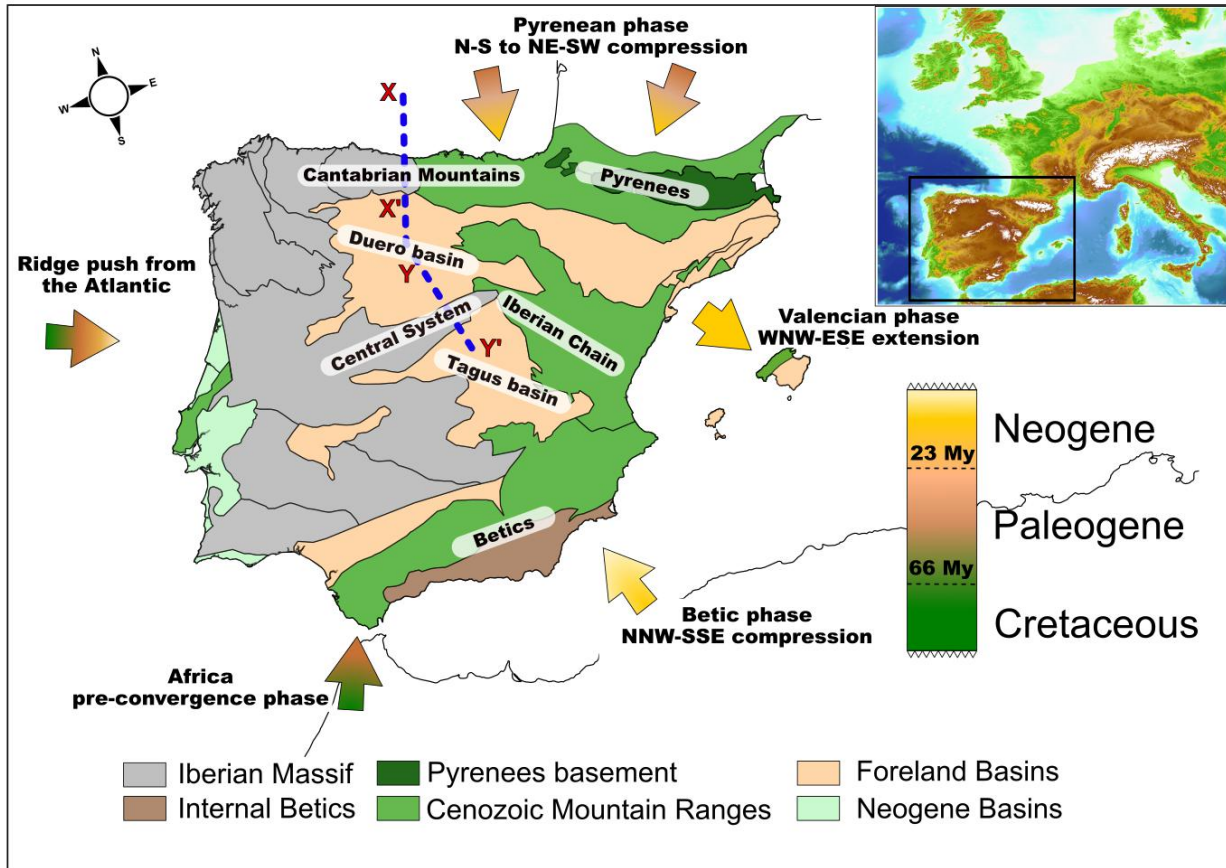 Pyrenean phase
N-S to NE-SW compression
N
E
W
S
X
Cantabrian Mountains
Pyrenees
X'
Duero basin
Y
Ridge push from
the Atlantic
Central System
Iberian Chain
Valencian phase
WNW-ESE extension
Y'
Tagus basin
Neogene
23 My
Paleogene
66 My
Cretaceous
Betics
Betic phase
NNW-SSE compression
Africa
pre-convergence phase
Iberian Massif
Pyrenees basement
Foreland Basins
Internal Betics
Cenozoic Mountain Ranges
Neogene Basins